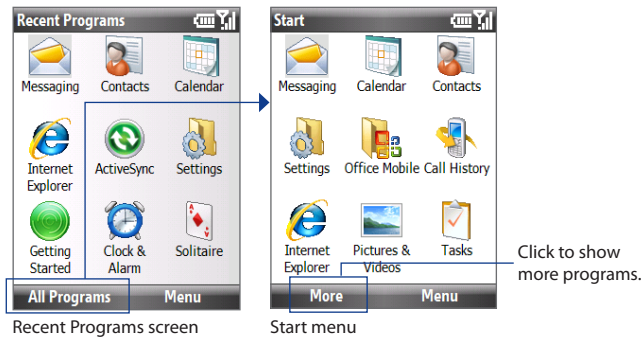 Recent Programs
Messaging Contacts Calendar
Internet Explorer ActiveSync Settings
Getting Started Clock & Alarm Solitaire
All Programs Menu
Recent Programs screen
Start
Messaging Calendar Contacts
Settings Office Mobile Call History
Internet Explorer Pictures & Videos Tasks
More Menu
Start menu
Click to show
more programs.